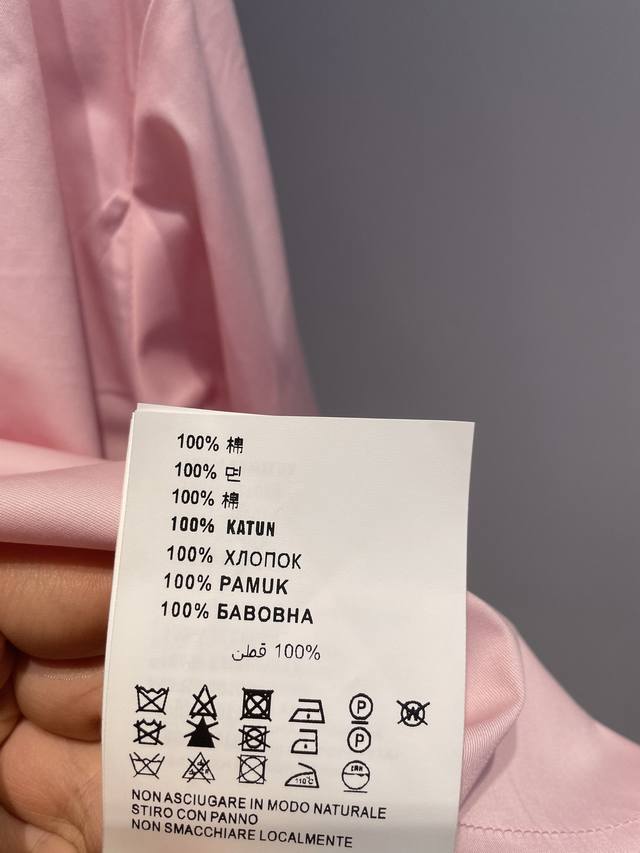 100% 棉
100% 면
100% 棉
100% KATUN
100% ХЛОПОК
100% PAMUK
100% БАВОВНА
100% قطن
P W
P
110°C
NON ASCIUGARE IN MODO NATURALE
STIRO CON PANNO
NON SMACCHIARE LOCALMENTE